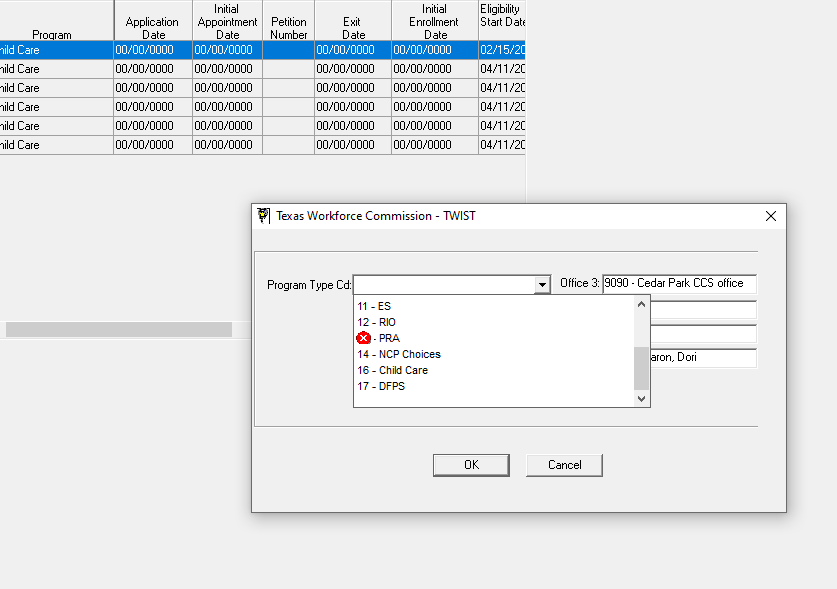 Program Application Date Initial Appointment Date Petition Number Exit Date Initial Enrollment Date Eligibility Start Date
hild Care 00/00/0000 00/00/0000 00/00/0000 00/00/0000 02/15/20
hild Care 00/00/0000 00/00/0000 00/00/0000 00/00/0000 04/11/20
hild Care 00/00/0000 00/00/0000 00/00/0000 00/00/0000 04/11/20
hild Care 00/00/0000 00/00/0000 00/00/0000 00/00/0000 04/11/20
hild Care 00/00/0000 00/00/0000 00/00/0000 00/00/0000 04/11/20
hild Care 00/00/0000 00/00/0000 00/00/0000 00/00/0000 04/11/20
Texas Workforce Commission - TWIST
Program Type Cd: Office 3: 9090 - Cedar Park CCS office
11 - ES
12 - RIO
- PRA
14 - NCP Choices
aron, Dori
16 - Child Care
17 - DFPS
OK Cancel